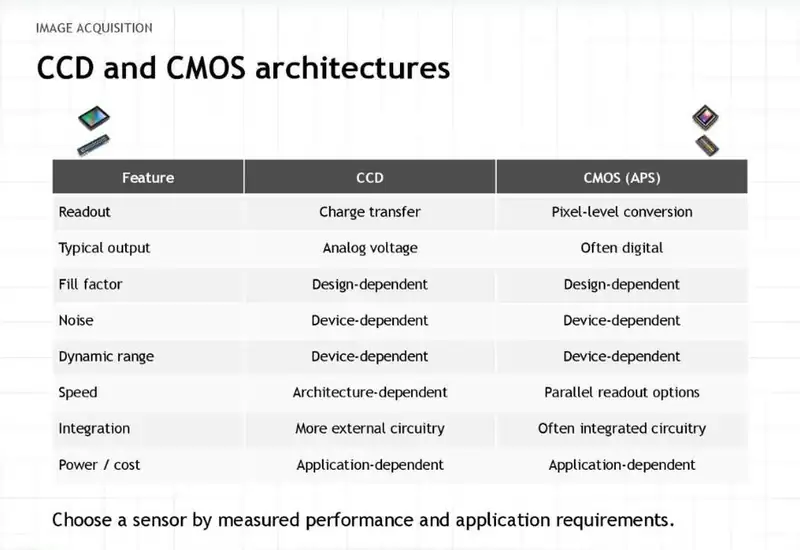 IMAGE ACQUISITION
CCD and CMOS architectures
Feature CCD CMOS (APS)
Readout Charge transfer Pixel-level conversion
Typical output Analog voltage Often digital
Fill factor Design-dependent Design-dependent
Noise Device-dependent Device-dependent
Dynamic range Device-dependent Device-dependent
Speed Architecture-dependent Parallel readout options
Integration More external circuitry Often integrated circuitry
Power / cost Application-dependent Application-dependent
Choose a sensor by measured performance and application requirements.